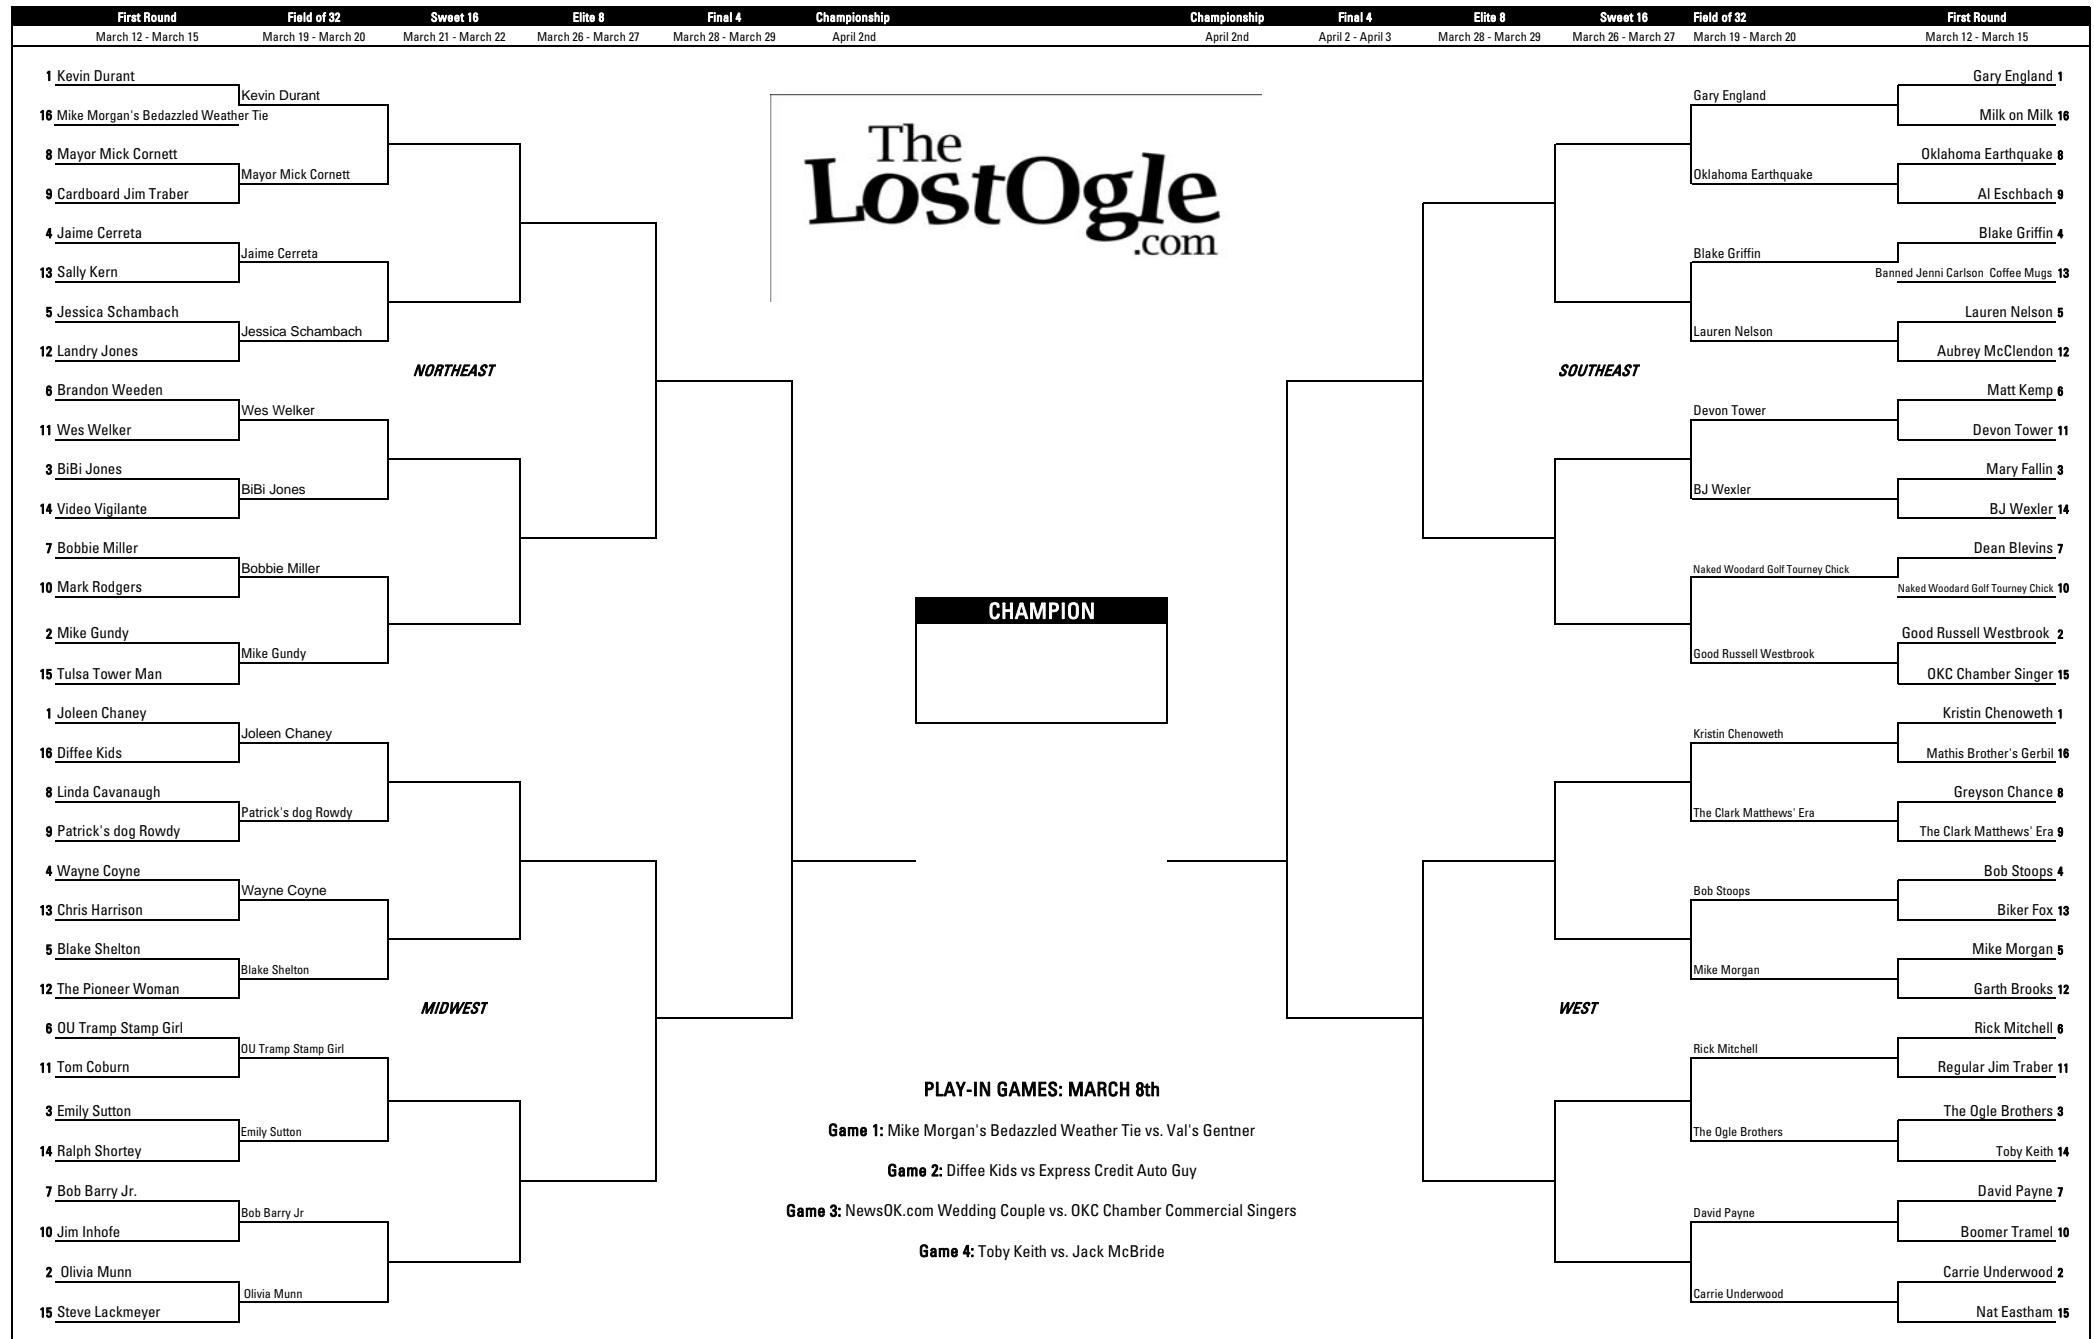 First Round Field of 32 Sweet 16 Elite 8 Final 4 Championship Championship Final 4 Elite 8 Sweet 16 Field of 32 First Round
March 12 - March 15 March 19 - March 20 March 21 - March 22 March 26 - March 27 March 28 - March 29 April 2nd April 2nd April 2 - April 3 March 28 - March 29 March 26 - March 27 March 19 - March 20 March 12 - March 15
1 Kevin Durant
Kevin Durant
16 Mike Morgan's Bedazzled Weather Tie
8 Mayor Mick Cornett
Mayor Mick Cornett
9 Cardboard Jim Traber
4 Jaime Cerreta
Jaime Cerreta
13 Sally Kern
5 Jessica Schambach
Jessica Schambach
12 Landry Jones
NORTHEAST
6 Brandon Weeden
Wes Welker
11 Wes Welker
3 BiBi Jones
BiBi Jones
14 Video Vigilante
7 Bobbie Miller
Bobbie Miller
10 Mark Rodgers
2 Mike Gundy
Mike Gundy
15 Tulsa Tower Man
1 Joleen Chaney
Joleen Chaney
16 Diffee Kids
8 Linda Cavanaugh
Patrick's dog Rowdy
9 Patrick's dog Rowdy
4 Wayne Coyne
Wayne Coyne
13 Chris Harrison
5 Blake Shelton
Blake Shelton
12 The Pioneer Woman
MIDWEST
6 OU Tramp Stamp Girl
OU Tramp Stamp Girl
11 Tom Coburn
3 Emily Sutton
Emily Sutton
14 Ralph Shortey
7 Bob Barry Jr.
Bob Barry Jr
10 Jim Inhofe
2 Olivia Munn
Olivia Munn
15 Steve Lackmeyer
The
LostOgle
.com
CHAMPION
PLAY-IN GAMES: MARCH 8th
Game 1: Mike Morgan's Bedazzled Weather Tie vs. Val's Gentner
Game 2: Diffee Kids vs Express Credit Auto Guy
Game 3: NewsOK.com Wedding Couple vs. OKC Chamber Commercial Singers
Game 4: Toby Keith vs. Jack McBride
Gary England 1
Gary England
Milk on Milk 16
Oklahoma Earthquake 8
Oklahoma Earthquake
Al Eschbach 9
Blake Griffin 4
Blake Griffin
Banned Jenni Carlson Coffee Mugs 13
Lauren Nelson 5
Lauren Nelson
Aubrey McClendon 12
SOUTHEAST
Matt Kemp 6
Devon Tower
Devon Tower 11
Mary Fallin 3
BJ Wexler
BJ Wexler 14
Dean Blevins 7
Naked Woodard Golf Tourney Chick
Naked Woodard Golf Tourney Chick 10
Good Russell Westbrook 2
Good Russell Westbrook
OKC Chamber Singer 15
Kristin Chenoweth 1
Kristin Chenoweth
Mathis Brother's Gerbil 16
Greyson Chance 8
The Clark Matthews' Era
The Clark Matthews' Era 9
Bob Stoops 4
Bob Stoops
Biker Fox 13
Mike Morgan 5
Mike Morgan
Garth Brooks 12
WEST
Rick Mitchell 6
Rick Mitchell
Regular Jim Traber 11
The Ogle Brothers 3
The Ogle Brothers
Toby Keith 14
David Payne 7
David Payne
Boomer Tramel 10
Carrie Underwood 2
Carrie Underwood
Nat Eastham 15